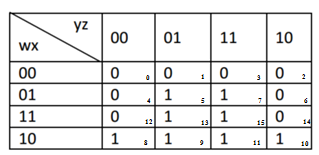 yz
wx 00 01 11 10
00 0 0 0 1 0 3 0 2
01 0 4 1 5 1 7 0 6
11 0 12 1 13 1 15 0 14
10 1 8 1 9 1 11 1 10